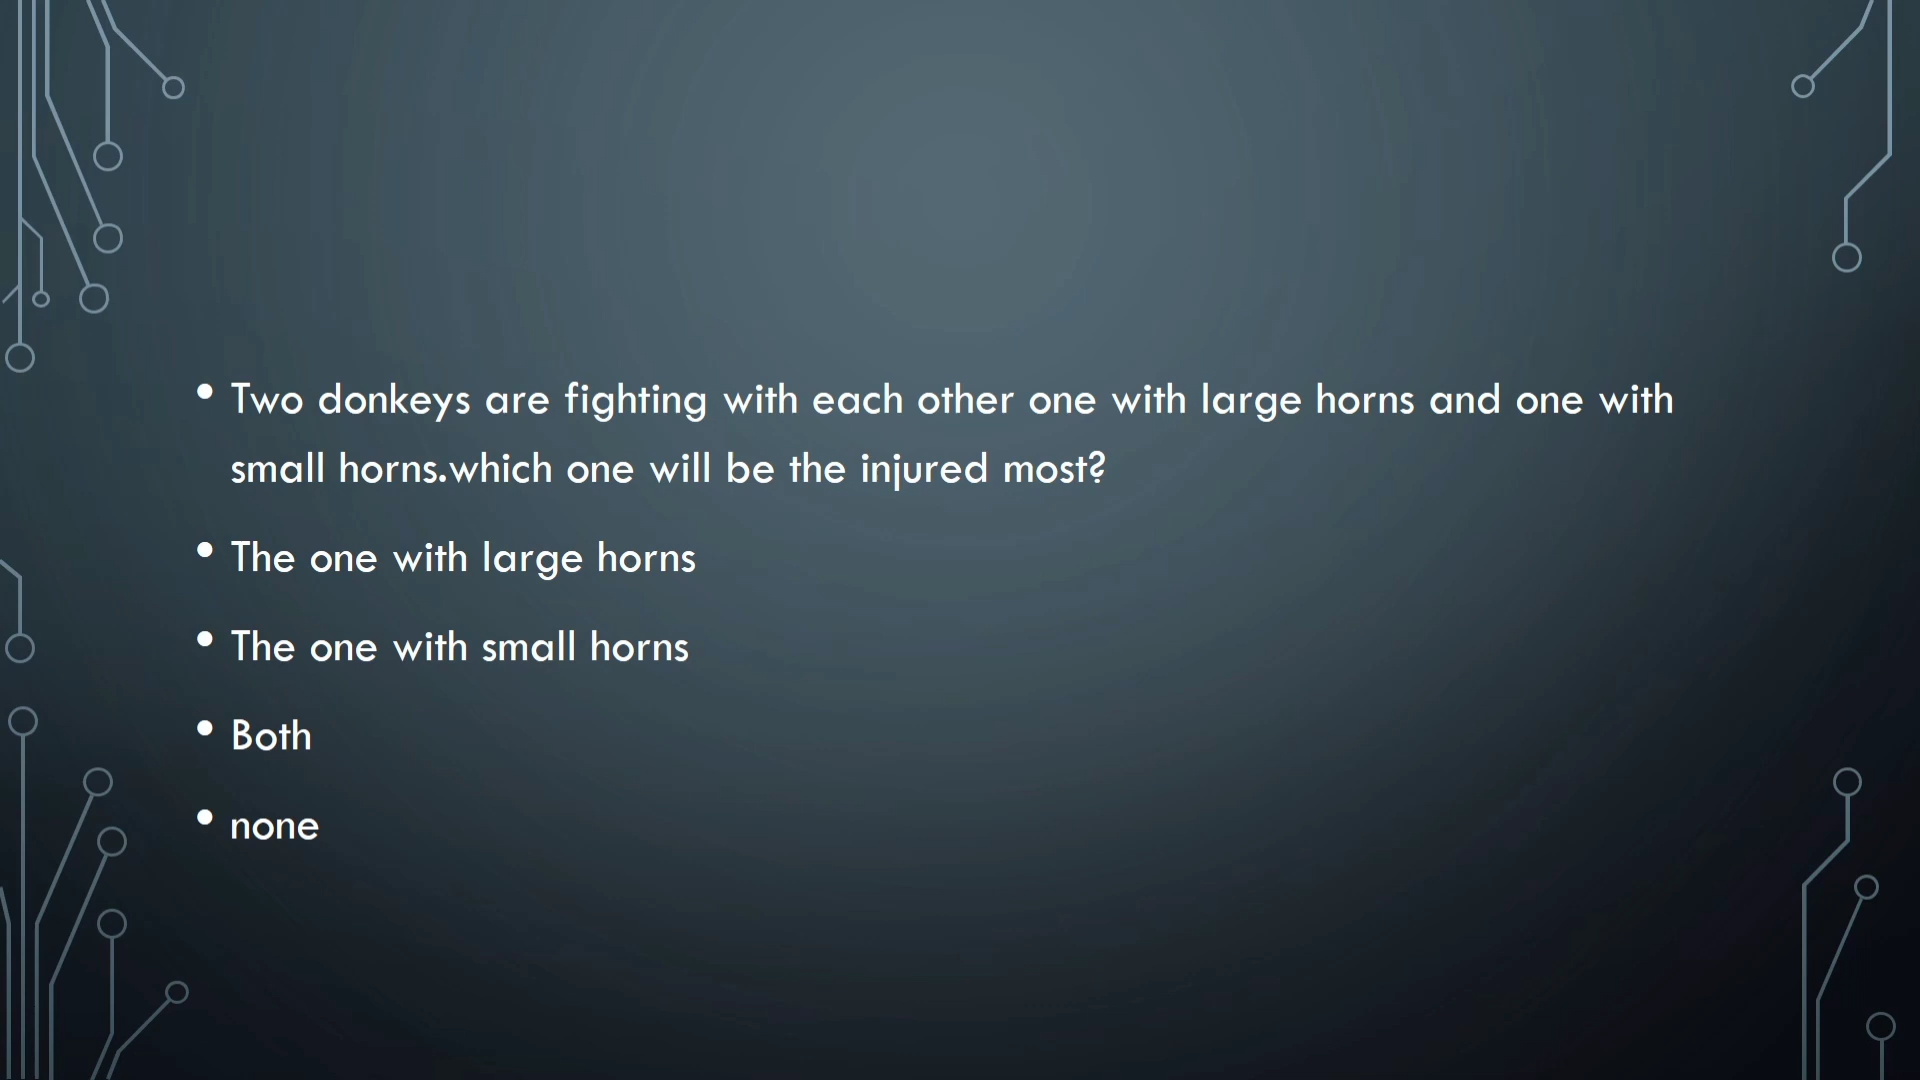 • Two donkeys are fighting with each other one with large horns and one with
small horns.which one will be the injured most?
• The one with large horns
• The one with small horns
• Both
• none